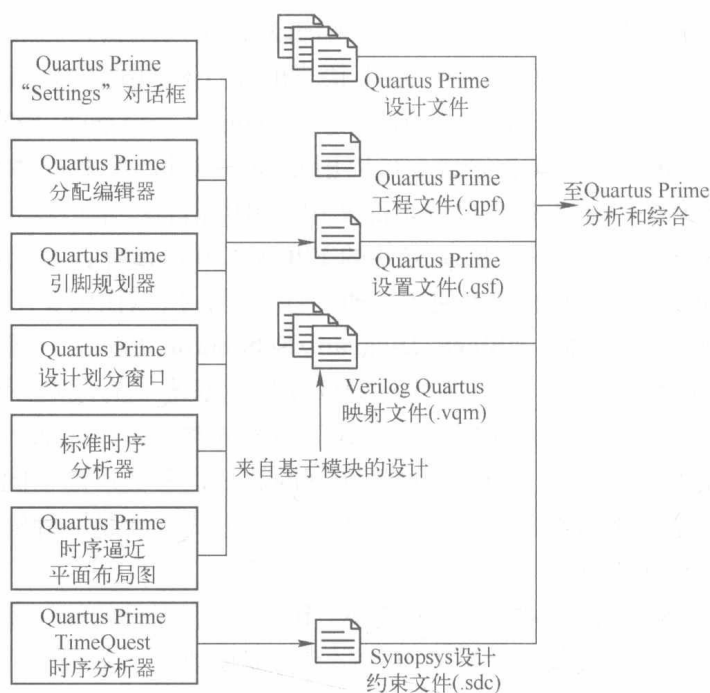 Quartus Prime
“Settings”对话框
Quartus Prime
分配编辑器
Quartus Prime
引脚规划器
Quartus Prime
设计划分窗口
标准时序
分析器
Quartus Prime
时序逼近
平面布局图
Quartus Prime
TimeQuest
时序分析器
Quartus Prime
设计文件
Quartus Prime
工程文件(.qpf)
Quartus Prime
设置文件(.qsf)
Verilog Quartus
映射文件(.vqm)
来自基于模块的设计
Synopsys设计
约束文件(.sdc)
至Quartus Prime
分析和综合